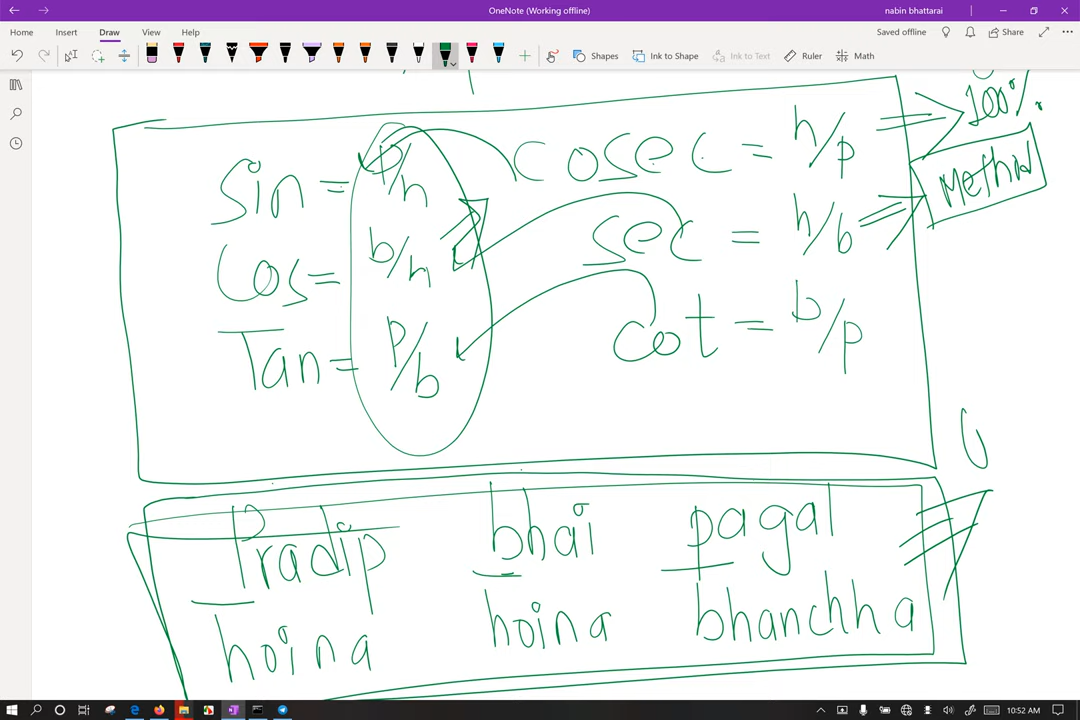 OneNote (Working offline)
nabin bhattarai
Home Insert Draw View Help
Saved offline Share
Shapes Ink to Shape Ink to Text Ruler Math
100%
Method
sin = p/h cosec = h/p
cos = b/h sec = h/b
Tan = p/b cot = b/p
Pradip bhai pagal
hoina hoina bhanchha
10:52 AM